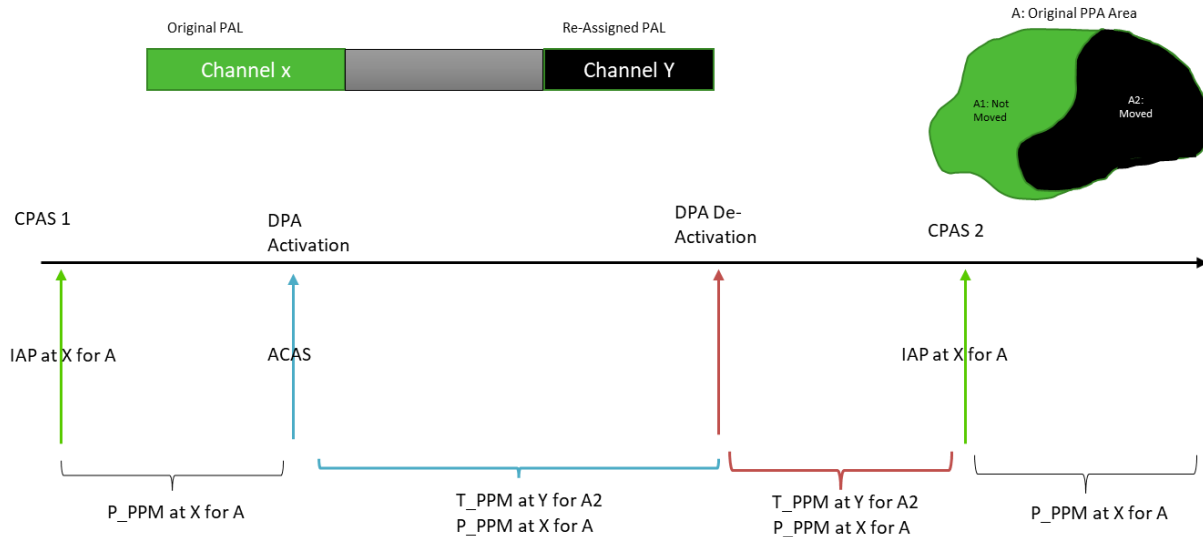 Original PAL
Re-Assigned PAL
A: Original PPA Area
Channel x
Channel Y
A1: Not
Moved
A2:
Moved
CPAS 1
DPA
Activation
DPA De-
Activation
CPAS 2
IAP at X for A
ACAS
IAP at X for A
P_PPM at X for A
T_PPM at Y for A2
P_PPM at X for A
T_PPM at Y for A2
P_PPM at X for A
P_PPM at X for A